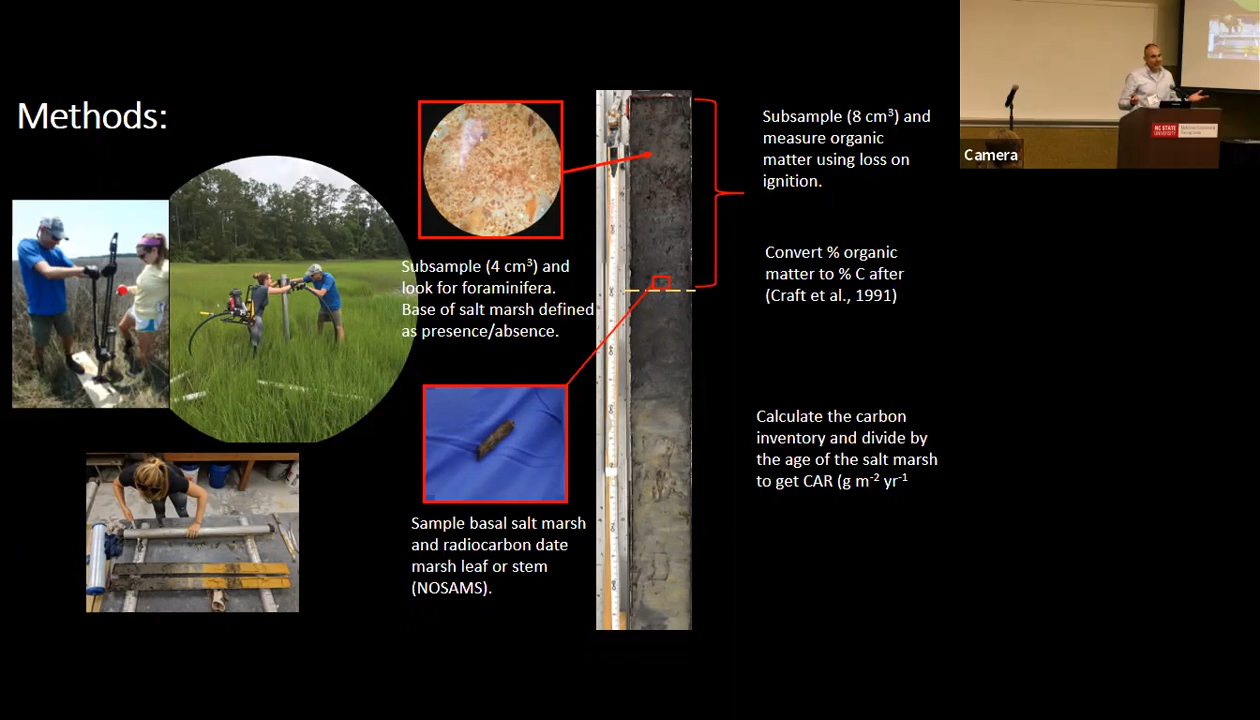 Methods:
Subsample (4 cm³) and
look for foraminifera.
Base of salt marsh defined
as presence/absence.
Sample basal salt marsh
and radiocarbon date
marsh leaf or stem
(NOSAMS).
Subsample (8 cm³) and
measure organic
matter using loss on
ignition.
Convert % organic
matter to % C after
(Craft et al., 1991)
Calculate the carbon
inventory and divide by
the age of the salt marsh
to get CAR (g m⁻² yr⁻¹
Camera
NC STATE
UNIVERSITY